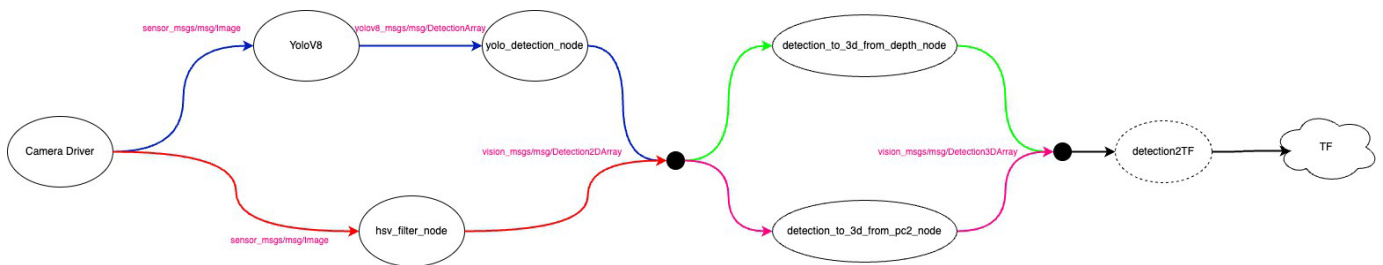 sensor_msgs/msg/Image
YoloV8
yolov8_msgs/msg/DetectionArray
yolo_detection_node
detection_to_3d_from_depth_node
Camera Driver
vision_msgs/msg/Detection2DArray
vision_msgs/msg/Detection3DArray
detection2TF
TF
sensor_msgs/msg/Image
hsv_filter_node
detection_to_3d_from_pc2_node